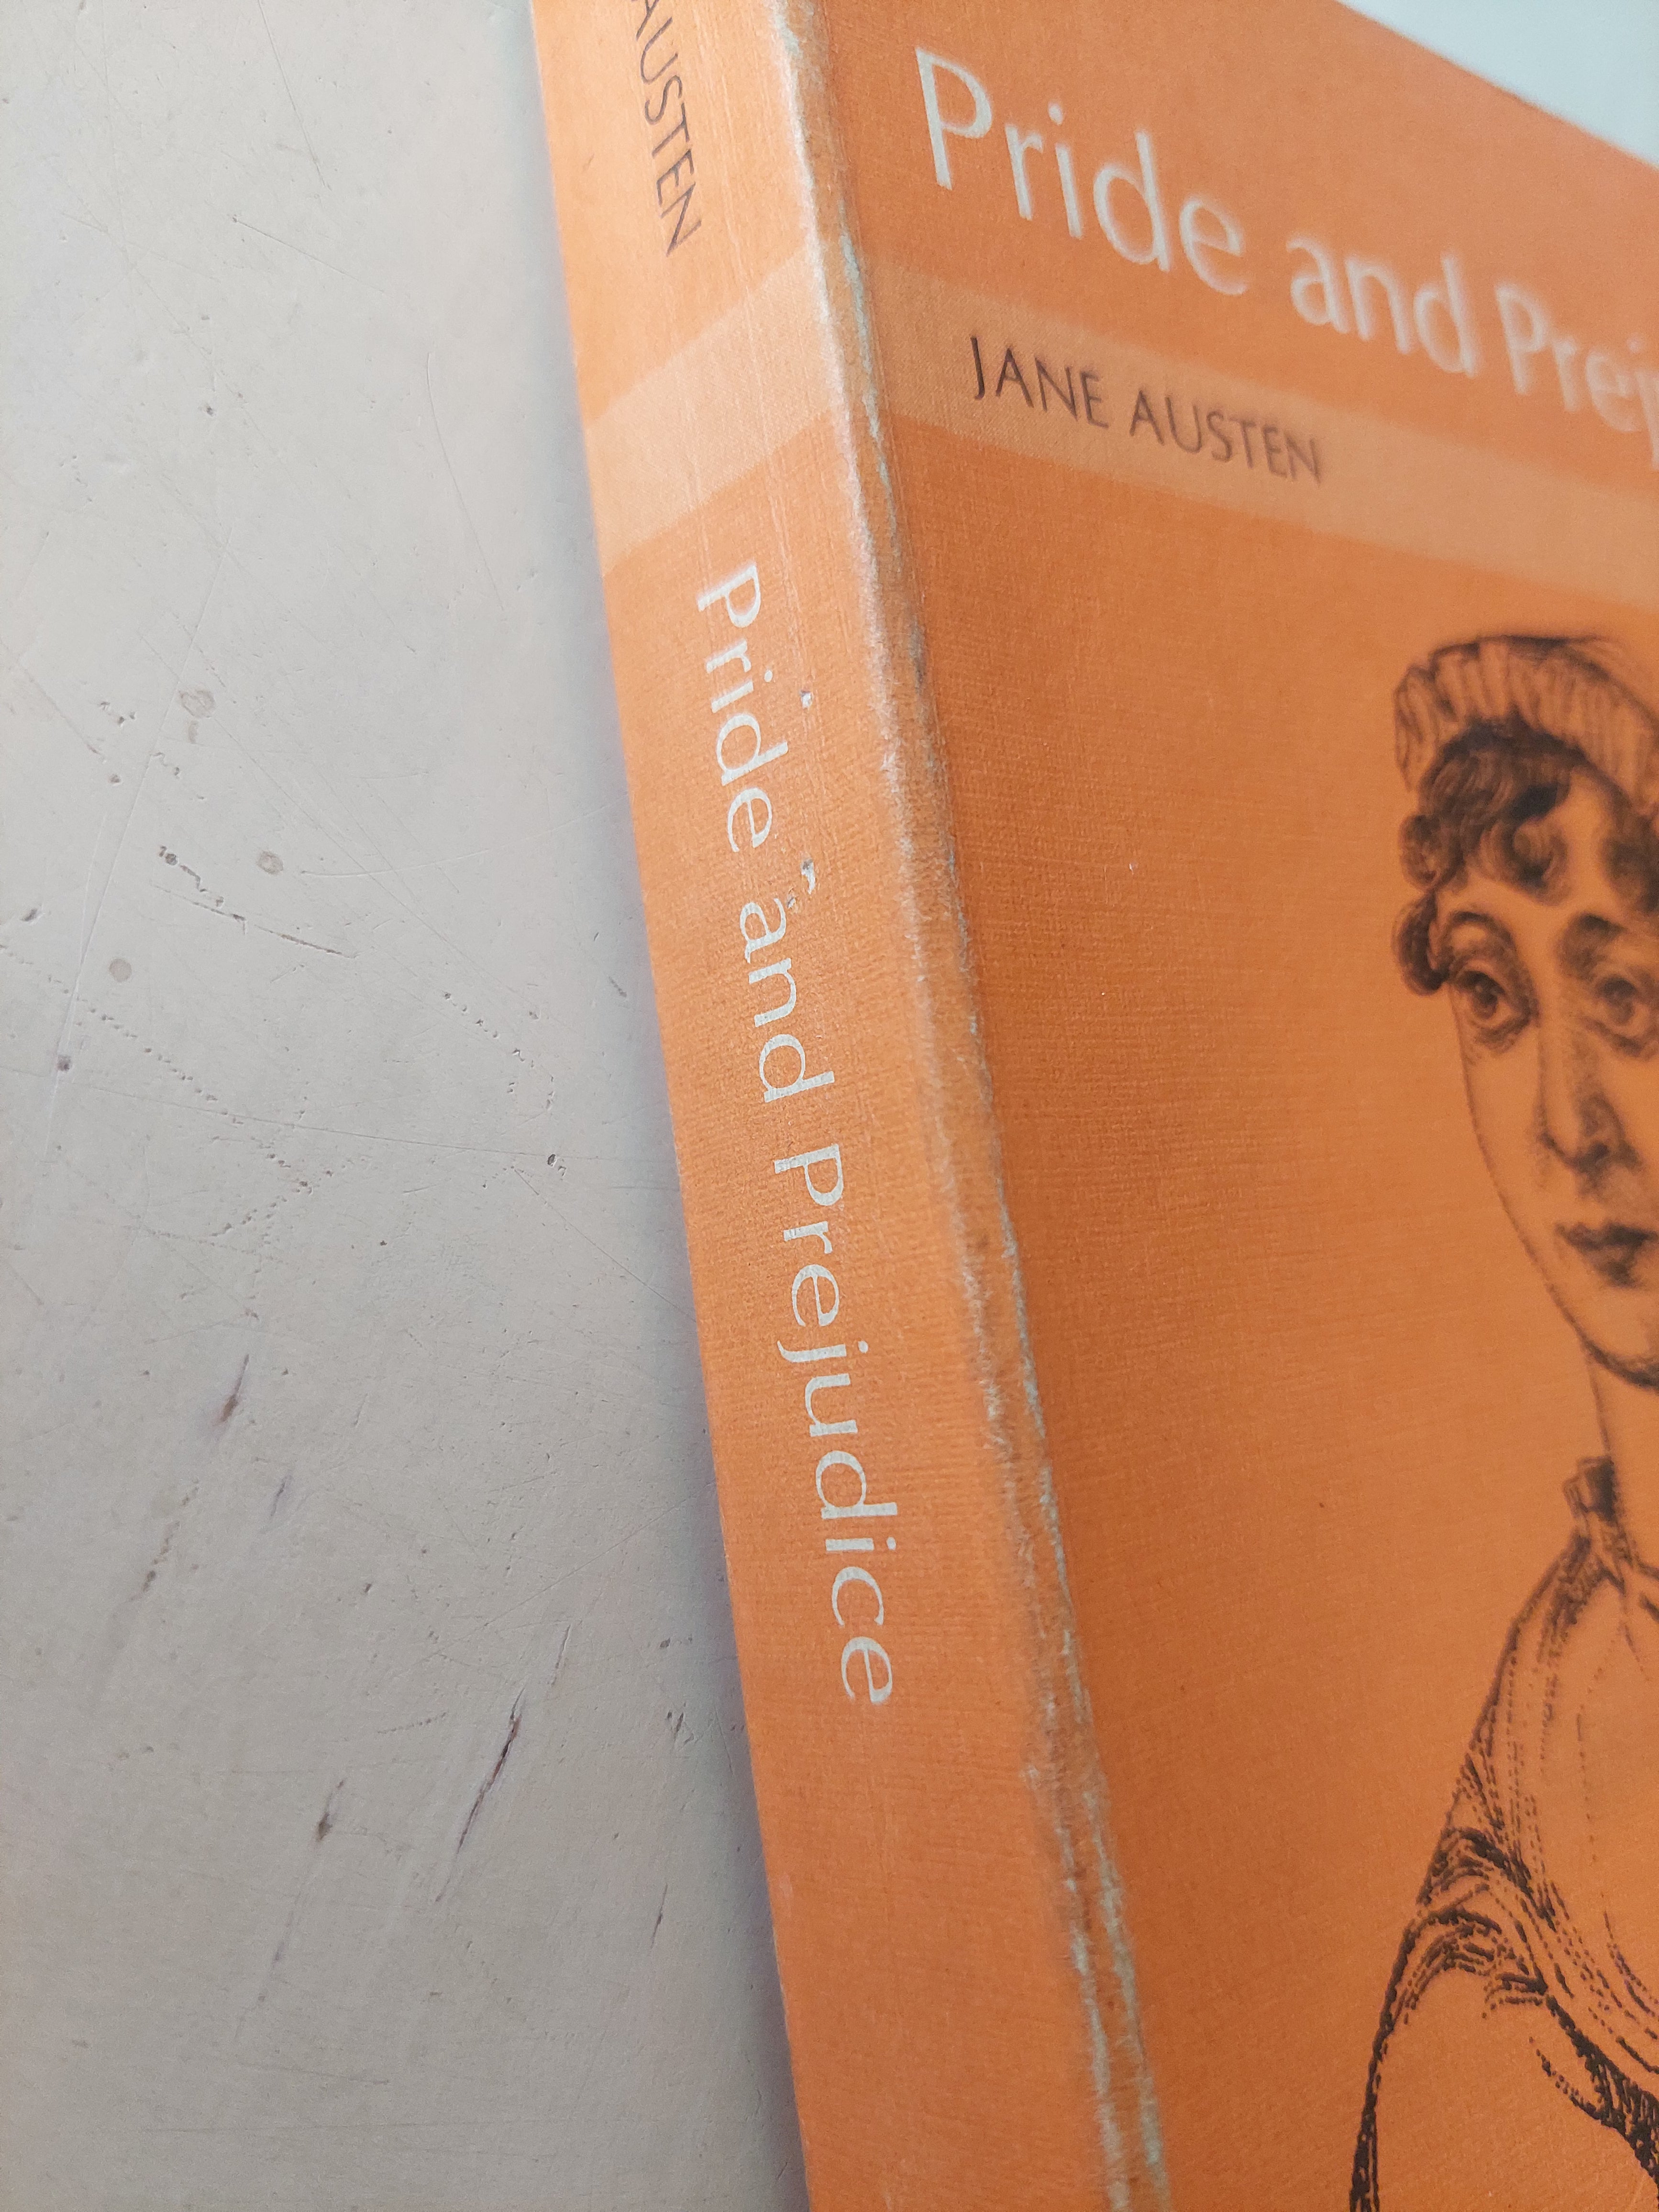 AUSTEN
Pride and Prejudice
Pride and Prej
JANE AUSTEN